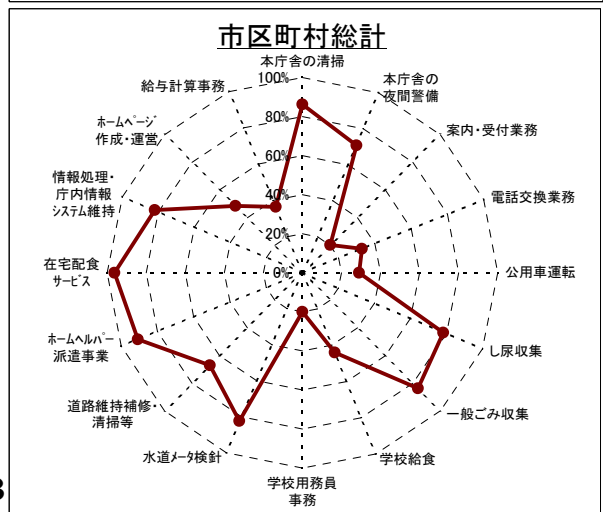 市区町村総計
本庁舎の清掃
本庁舎の
夜間警備
案内・受付業務
電話交換業務
公用車運転
し尿収集
一般ごみ収集
学校給食
学校用務員
事務
水道メータ検針
道路維持補修・
清掃等
ホームヘルパー
派遣事業
在宅配食
サービス
情報処理・
庁内情報
システム維持
ホームページ
作成・運営
給与計算事務
100%
80%
60%
40%
20%
0%